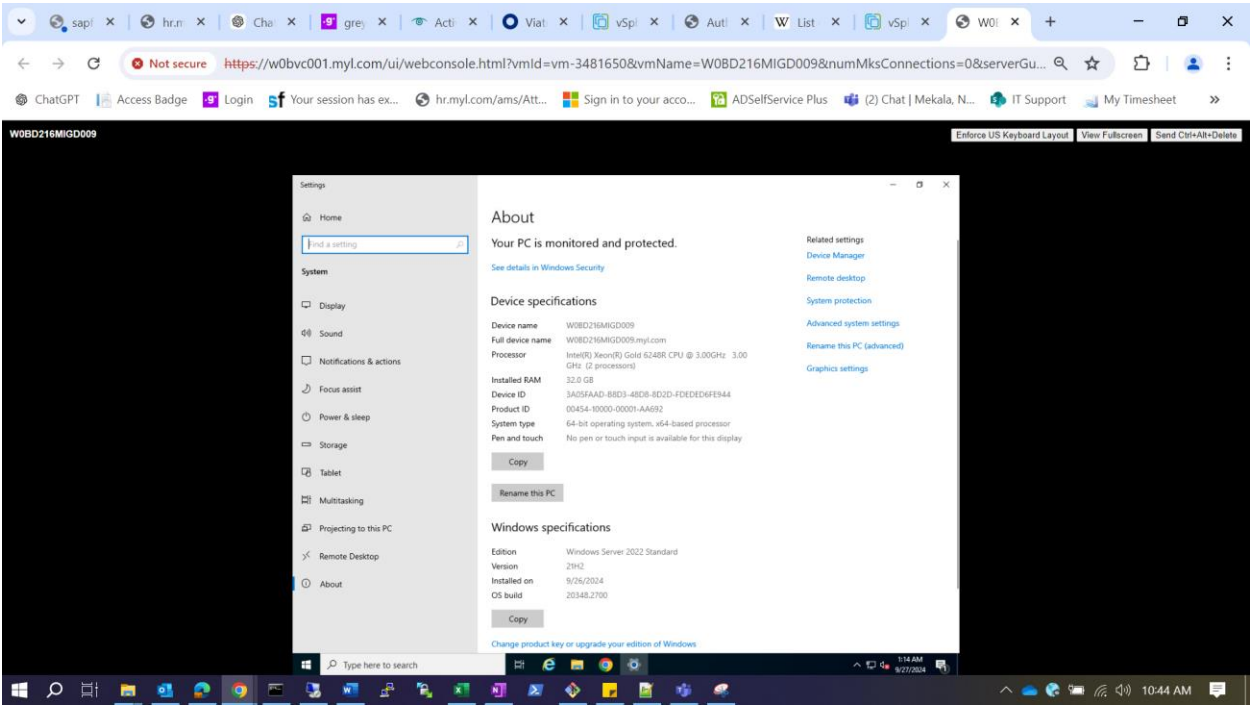 sapl
hr.m
Cha
grey
Acti
Viat
vSpl
Auth
List
vSpl
W0B
Not secure https://w0bvc001.myl.com/ui/webconsole.html?vmId=vm-3481650&vmName=W0BD216MIGD009&numMksConnections=0&serverGu...
ChatGPT Access Badge Login Your session has ex... hr.myl.com/ams/Att... Sign in to your acco... ADSelfService Plus (2) Chat | Mekala, N... IT Support My Timesheet »
W0BD216MIGD009
Enforce US Keyboard Layout View Fullscreen Send Ctrl+Alt+Delete
Settings
Home
Find a setting
System
Display
Sound
Notifications & actions
Focus assist
Power & sleep
Storage
Tablet
Multitasking
Projecting to this PC
Remote Desktop
About
About
Your PC is monitored and protected.
See details in Windows Security
Device specifications
Device name W0BD216MIGD009
Full device name W0BD216MIGD009.myl.com
Processor Intel(R) Xeon(R) Gold 6248R CPU @ 3.00GHz 3.00
GHz (2 processors)
Installed RAM 32.0 GB
Device ID 3A05FAAD-B8D3-48D8-8D2D-FDEDED6FE944
Product ID 00454-10000-00001-AA692
System type 64-bit operating system, x64-based processor
Pen and touch No pen or touch input is available for this display
Copy
Rename this PC
Windows specifications
Edition Windows Server 2022 Standard
Version 21H2
Installed on 9/26/2024
OS build 20348.2700
Copy
Change product key or upgrade your edition of Windows
Related settings
Device Manager
Remote desktop
System protection
Advanced system settings
Rename this PC (advanced)
Graphics settings
Type here to search
1:14 AM
9/27/2024
10:44 AM